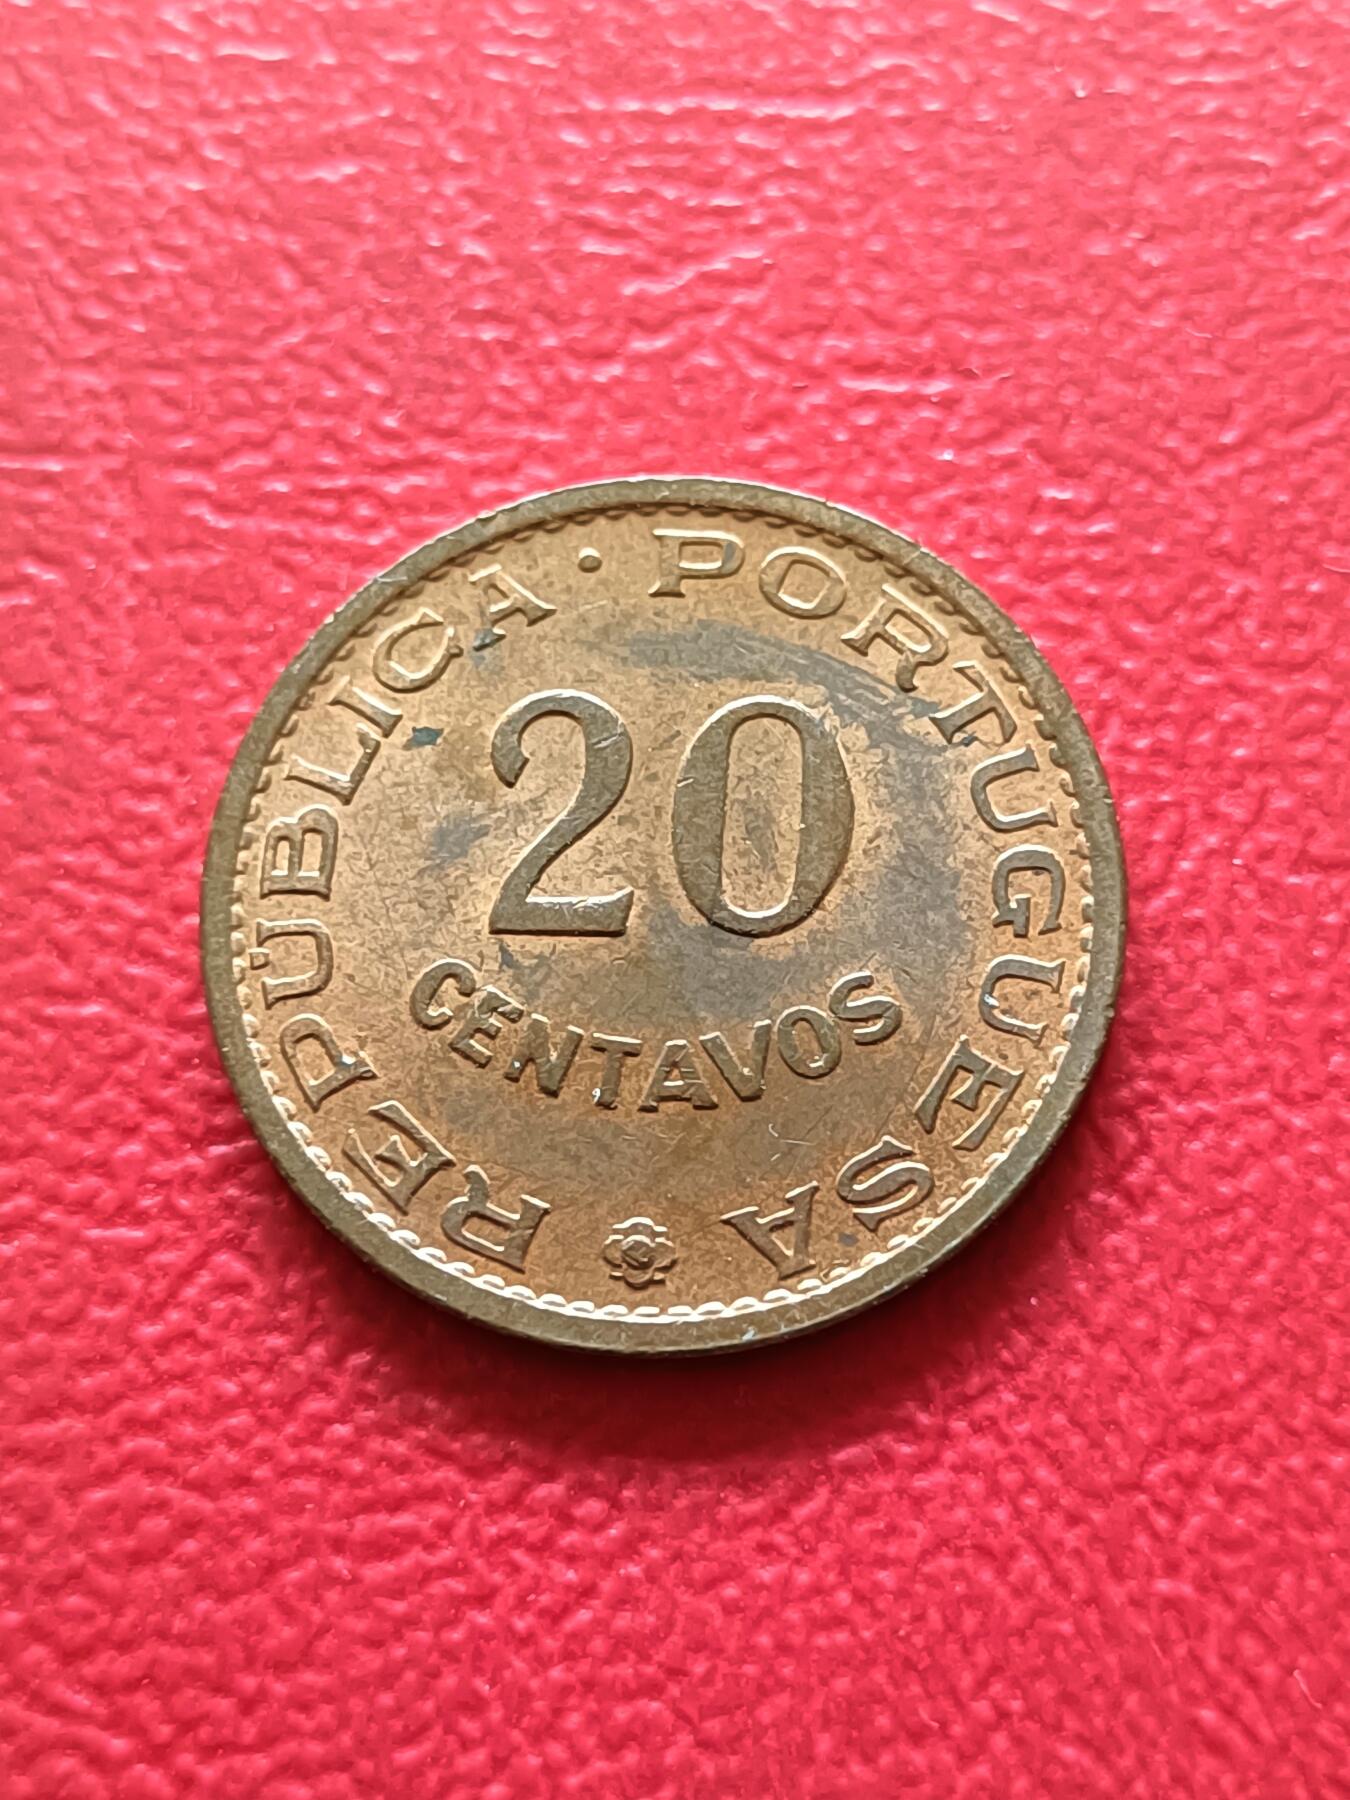 REPÚBLICA · PORTUGUESA
20
CENTAVOS